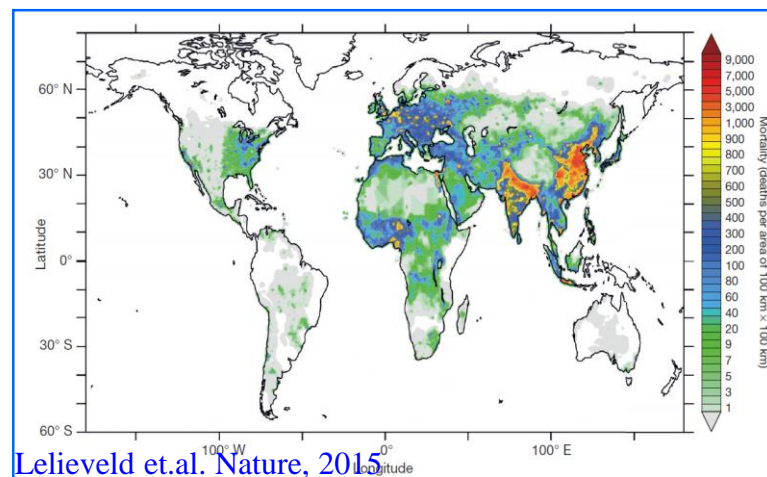 60° N
30° N
0°
30° S
60° S
Latitude
100° W
0°
100° E
Longitude
9,000
7,000
5,000
3,000
1,000
900
800
700
600
500
400
300
200
100
80
60
40
20
9
7
5
3
1
Mortality (deaths per area of 100 km × 100 km)
Lelieveld et.al. Nature, 2015